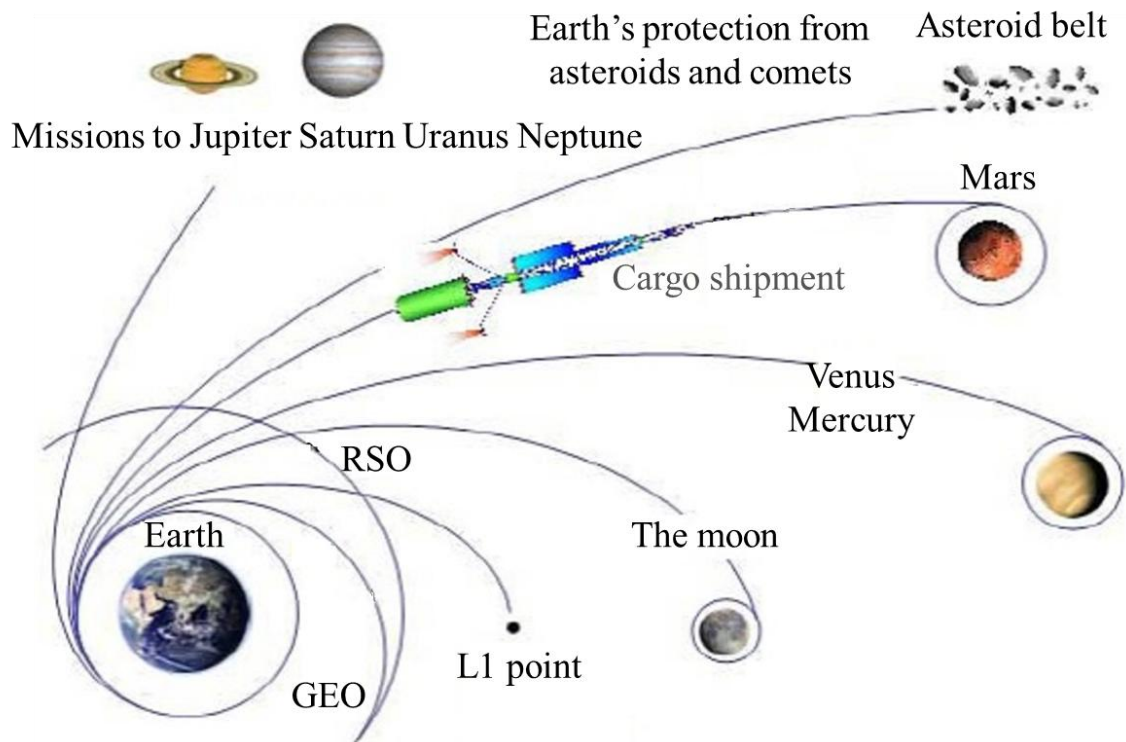 Earth’s protection from
asteroids and comets
Asteroid belt
Missions to Jupiter Saturn Uranus Neptune
Mars
Cargo shipment
Venus
Mercury
RSO
Earth
The moon
L1 point
GEO